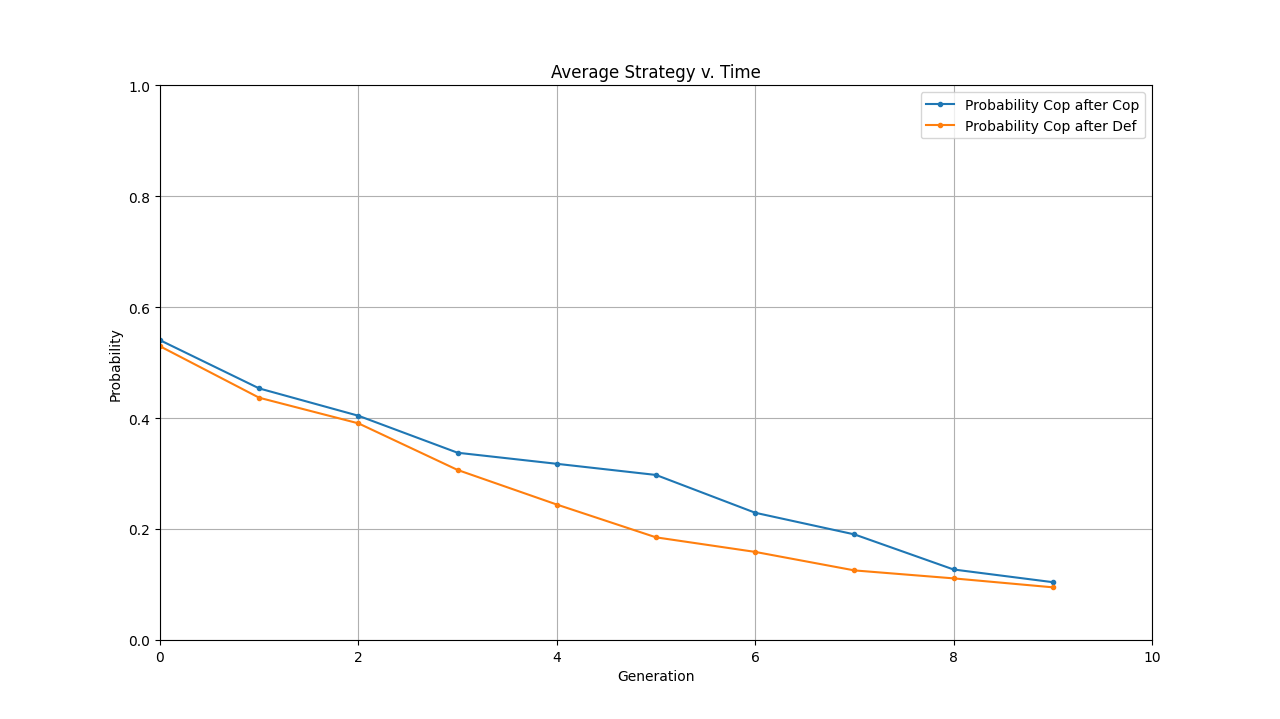 Average Strategy v. Time
Probability Cop after Cop
Probability Cop after Def
1.0
0.8
0.6
0.4
0.2
0.0
Probability
0 2 4 6 8 10
Generation